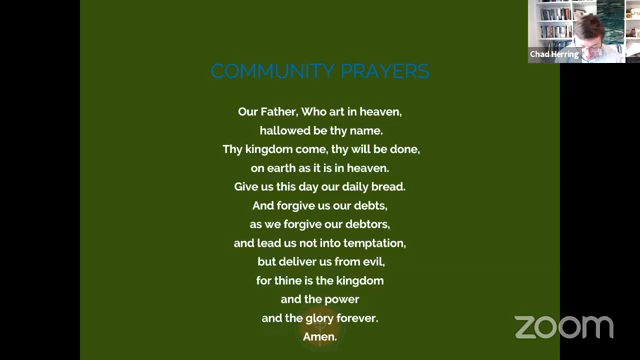 COMMUNITY PRAYERS
Our Father, Who art in heaven,
hallowed be thy name.
Thy kingdom come, thy will be done,
on earth as it is in heaven.
Give us this day our daily bread.
And forgive us our debts,
as we forgive our debtors,
and lead us not into temptation,
but deliver us from evil,
for thine is the kingdom
and the power
and the glory forever.
Amen.
Chad Herring
zoom